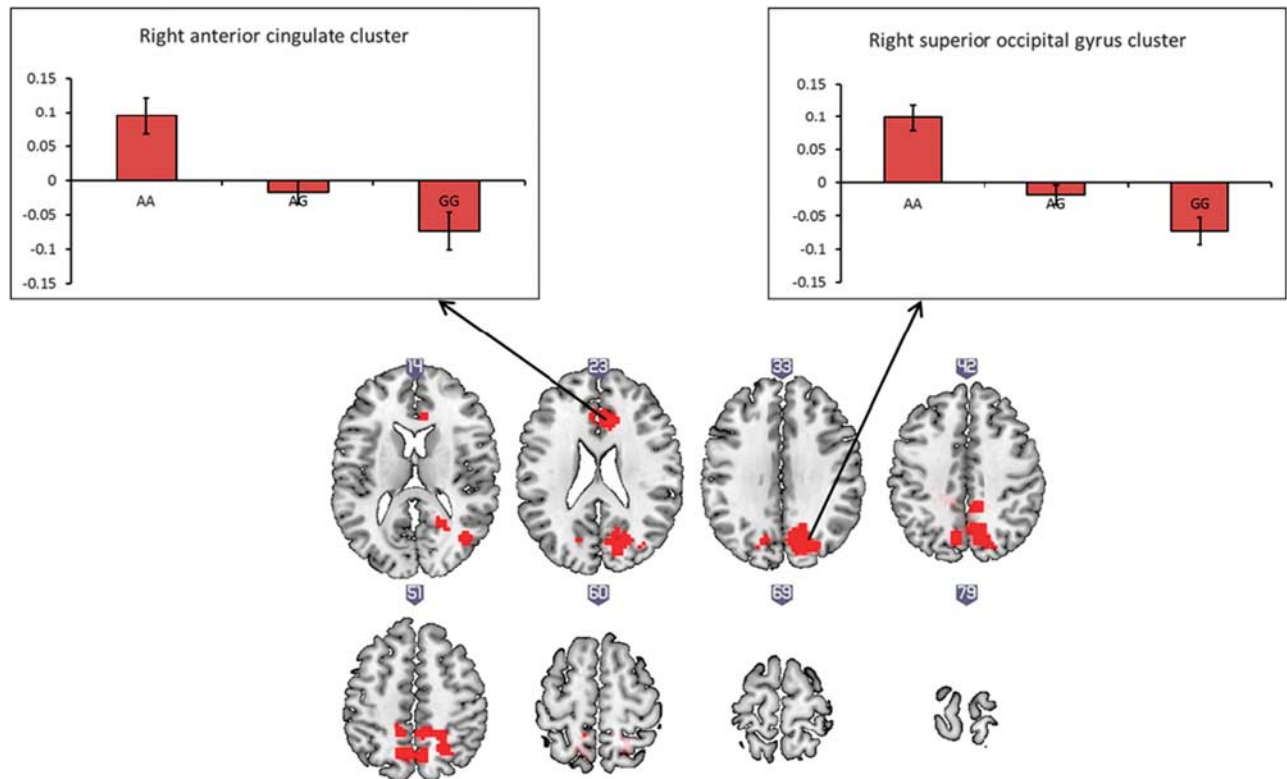 Right anterior cingulate cluster
0.15
0.1
0.05
0
-0.05
-0.1
-0.15
AA
AG
GG
Right superior occipital gyrus cluster
0.15
0.1
0.05
0
-0.05
-0.1
-0.15
AA
AG
GG
14
23
33
42
51
60
69
79